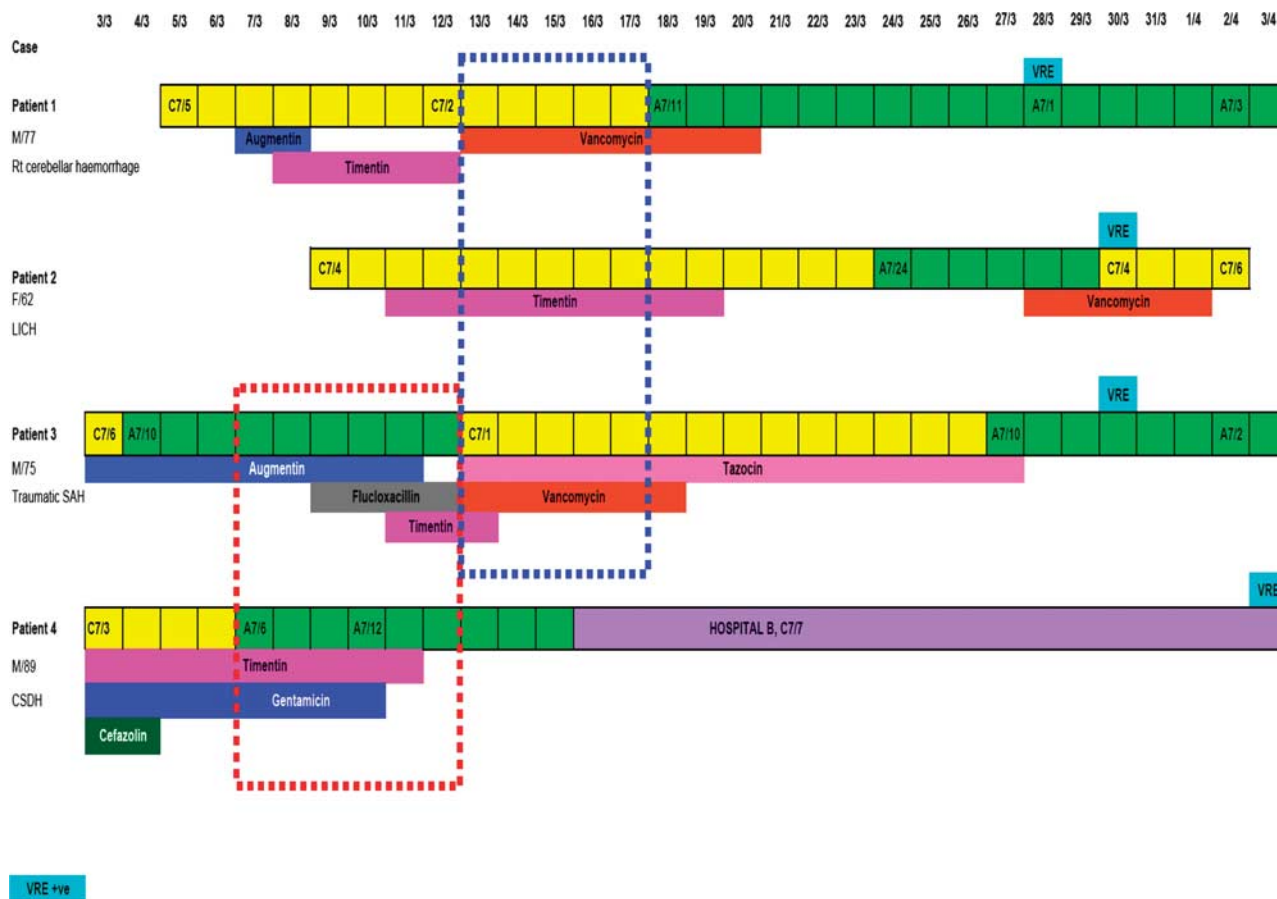 3/3 4/3 5/3 6/3 7/3 8/3 9/3 10/3 11/3 12/3 13/3 14/3 15/3 16/3 17/3 18/3 19/3 20/3 21/3 22/3 23/3 24/3 25/3 26/3 27/3 28/3 29/3 30/3 31/3 1/4 2/4 3/4
Case
VRE
Patient 1 C7/5 C7/2 A7/11 A7/1 A7/3
M/77 Augmentin Vancomycin
Rt cerebellar haemorrhage Timentin
VRE
Patient 2 C7/4 A7/24 C7/4 C7/6
F/62 Timentin Vancomycin
LICH
VRE
Patient 3 C7/6 A7/10 C7/1 A7/10 A7/2
M/75 Augmentin Tazocin
Traumatic SAH Flucloxacillin Vancomycin
Timentin
VRE
Patient 4 C7/3 A7/6 A7/12 HOSPITAL B, C7/7
M/89 Timentin
CSDH Gentamicin
Cefazolin
VRE +ve